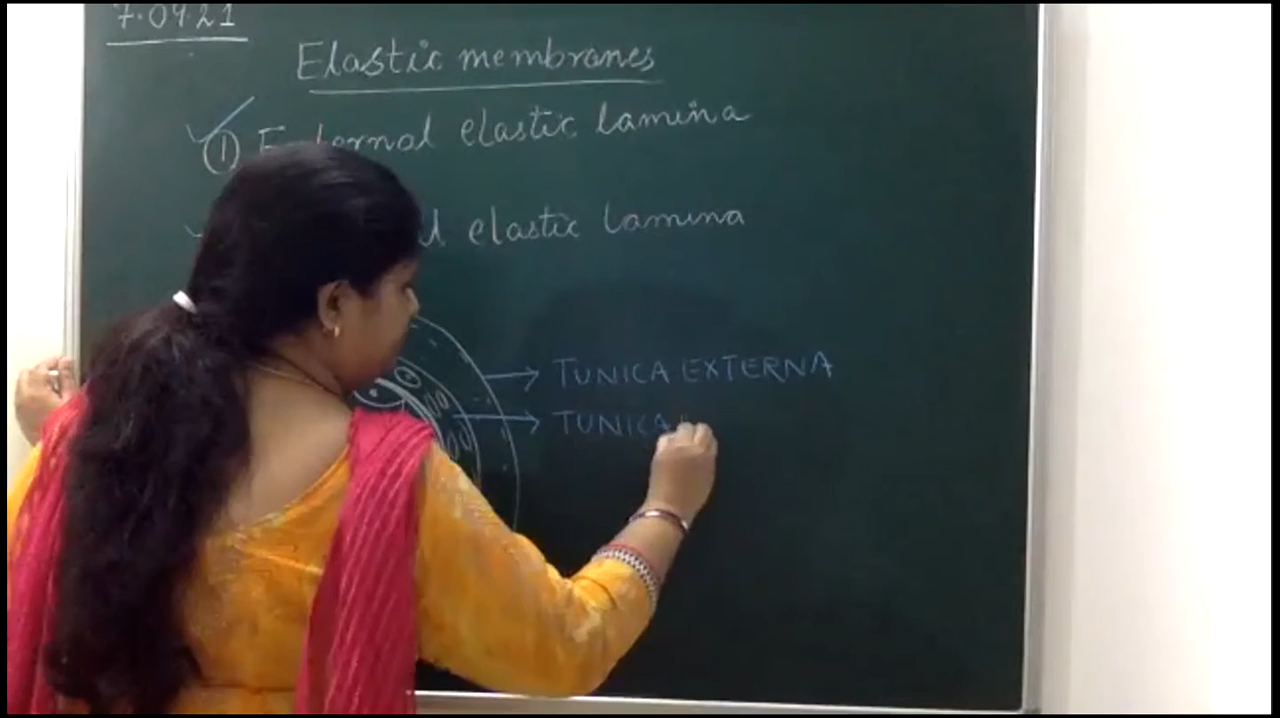 7.04.21
Elastic membranes
① External elastic lamina
elastic lamina
TUNICA EXTERNA
TUNICA